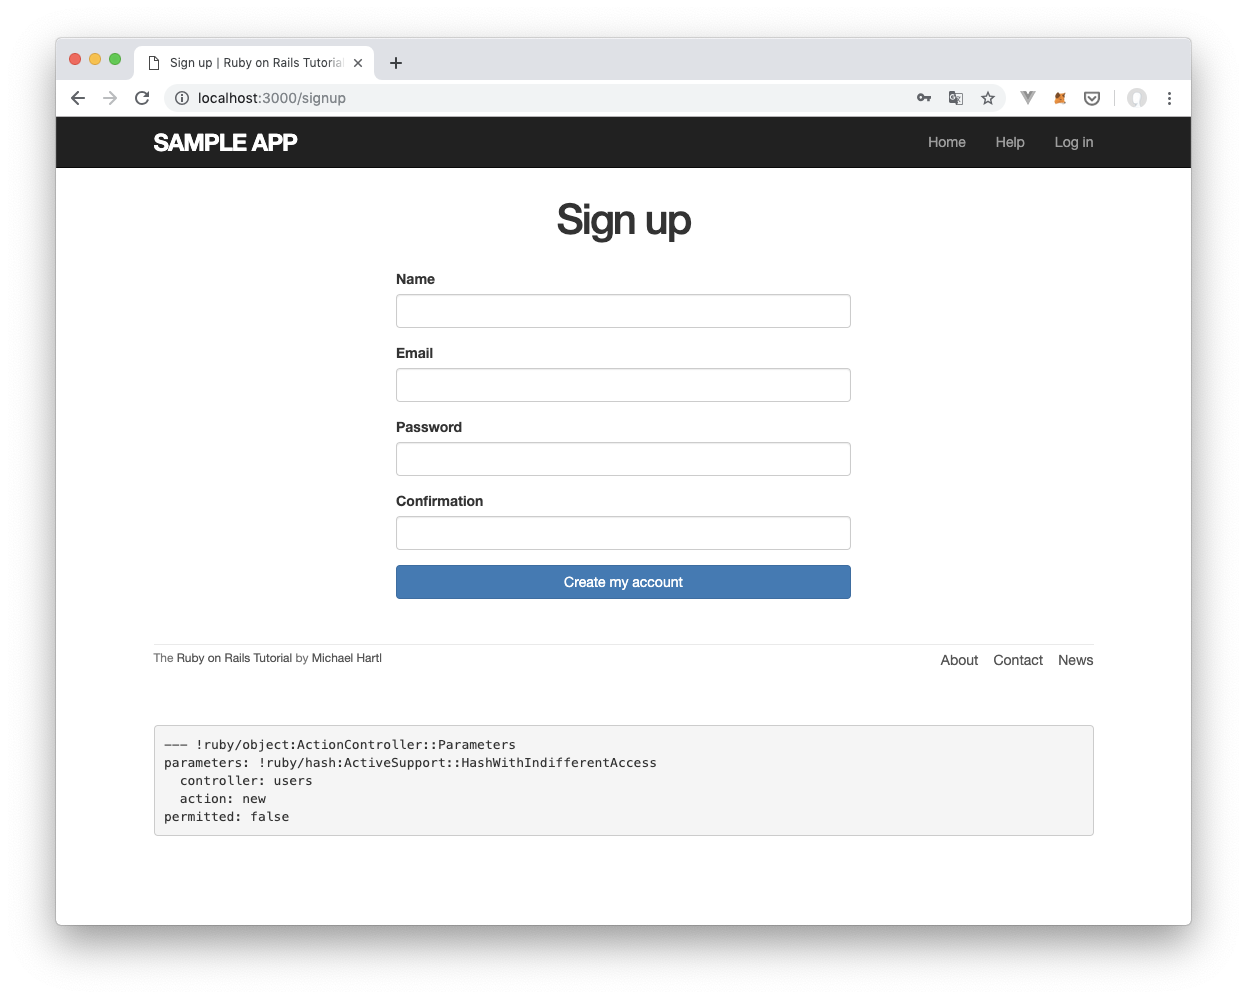 Sign up | Ruby on Rails Tutorial
localhost:3000/signup
SAMPLE APP
Home Help Log in
Sign up
Name
Email
Password
Confirmation
Create my account
The Ruby on Rails Tutorial by Michael Hartl
About Contact News
--- !ruby/object:ActionController::Parameters
parameters: !ruby/hash:ActiveSupport::HashWithIndifferentAccess
  controller: users
  action: new
permitted: false